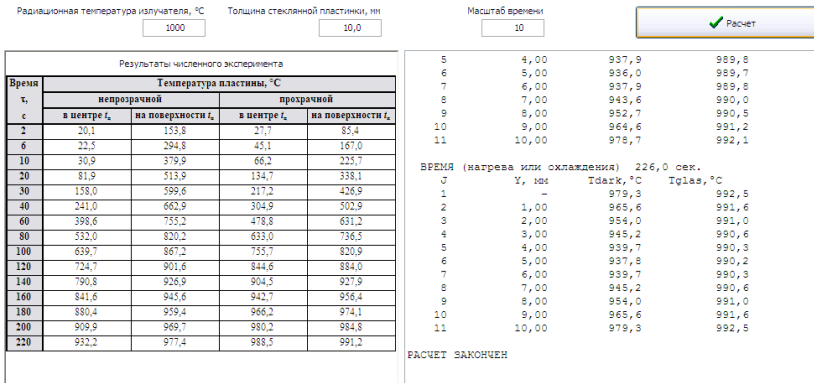 Радиационная температура излучателя, °С Толщина стеклянной пластинки, мм Масштаб времени
1000 10,0 10 Расчет
Результаты численного эксперимента
Время τ, с Температура пластины, °С
непрозрачной прохрачной
в центре tц на поверхности tп в центре tц на поверхности tп
2 20,1 153,8 27,7 85,4
6 22,5 294,8 45,1 167,0
10 30,9 379,9 66,2 225,7
20 81,9 513,9 134,7 338,1
30 158,0 599,6 217,2 426,9
40 241,0 662,9 304,9 502,9
60 398,6 755,2 478,8 631,2
80 532,0 820,2 633,0 736,5
100 639,7 867,2 755,7 820,9
120 724,7 901,6 844,6 884,0
140 790,8 926,9 904,5 927,9
160 841,6 945,6 942,7 956,4
180 880,4 959,4 966,2 974,1
200 909,9 969,7 980,2 984,8
220 932,2 977,4 988,5 991,2
5 4,00 937,9 989,8
6 5,00 936,0 989,7
7 6,00 937,9 989,8
8 7,00 943,6 990,0
9 8,00 952,7 990,5
10 9,00 964,6 991,2
11 10,00 978,7 992,1
ВРЕМЯ (нагрева или охлаждения) 226,0 сек.
J Y, мм Tdark,°C Tglas,°C
1 – 979,3 992,5
2 1,00 965,6 991,6
3 2,00 954,0 991,0
4 3,00 945,2 990,6
5 4,00 939,7 990,3
6 5,00 937,8 990,2
7 6,00 939,7 990,3
8 7,00 945,2 990,6
9 8,00 954,0 991,0
10 9,00 965,6 991,6
11 10,00 979,3 992,5
РАСЧЕТ ЗАКОНЧЕН